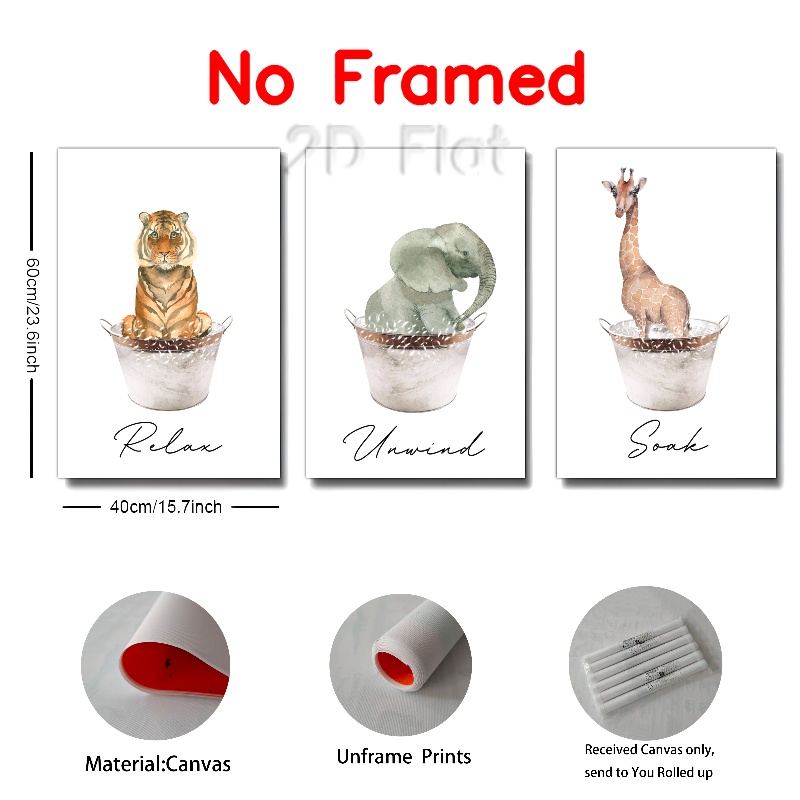 No Framed
2D Flat
60cm/23.6inch
Relax
Unwind
Soak
40cm/15.7inch
Material:Canvas
Unframe Prints
Received Canvas only,
send to You Rolled up